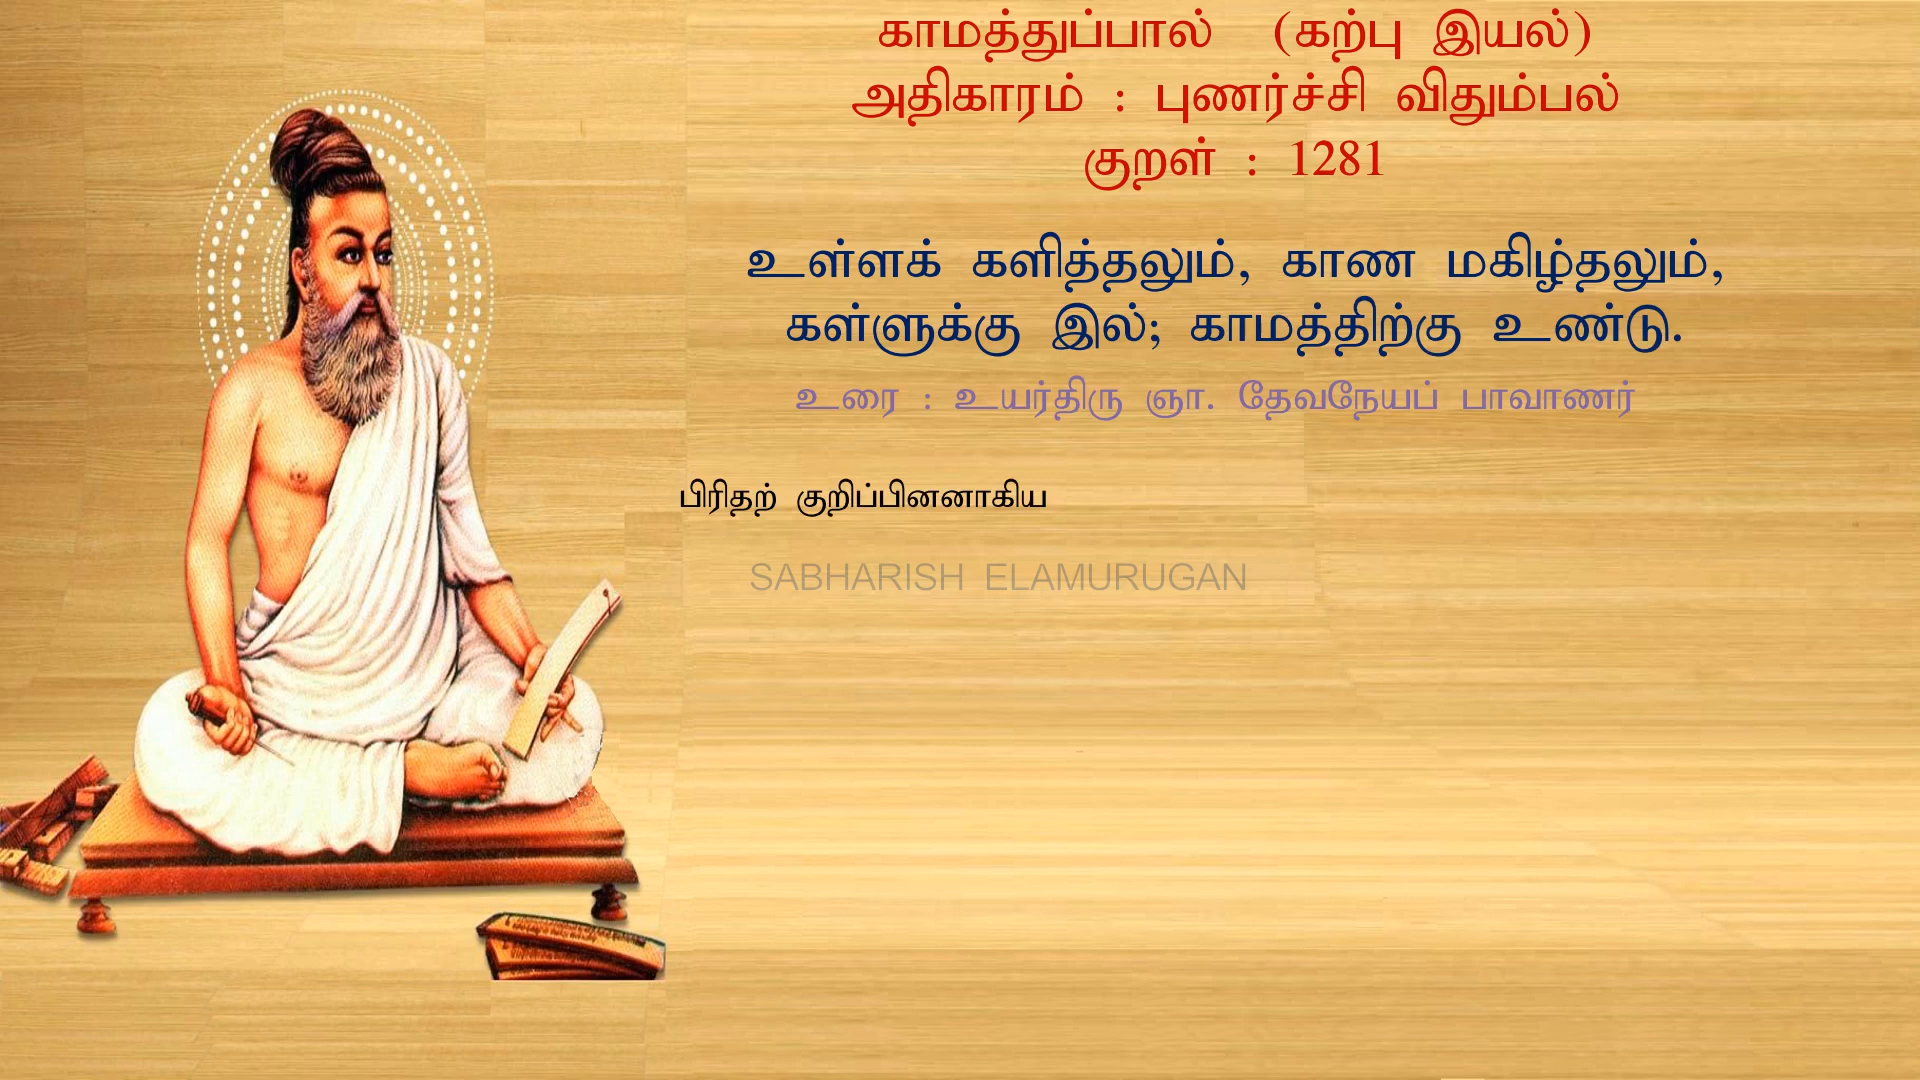 காமத்துப்பால் (கற்பு இயல்)
அதிகாரம் : புணர்ச்சி விதும்பல்
குறள் : 1281
உள்ளக் களித்தலும், காண மகிழ்தலும்,
கள்ளுக்கு இல்; காமத்திற்கு உண்டு.
உரை : உயர்திரு ஞா. தேவநேயப் பாவாணர்
பிரிதற் குறிப்பினனாகிய
SABHARISH ELAMURUGAN